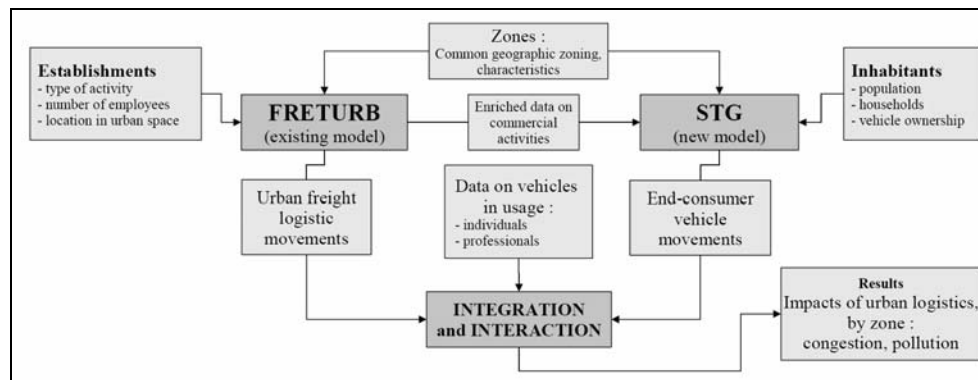 Zones :
Common geographic zoning,
characteristics
Establishments
- type of activity
- number of employees
- location in urban space
Inhabitants
- population
- households
- vehicle ownership
FRETURB
(existing model)
Enriched data on
commercial
activities
STG
(new model)
Urban freight
logistic
movements
Data on vehicles
in usage :
- individuals
- professionals
End-consumer
vehicle
movements
INTEGRATION
and INTERACTION
Results
Impacts of urban logistics,
by zone :
congestion, pollution